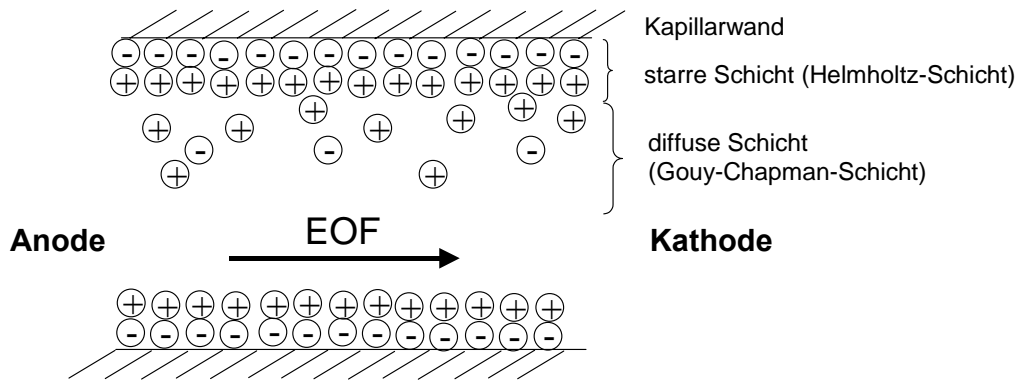 Kapillarwand
starre Schicht (Helmholtz-Schicht)
diffuse Schicht
(Gouy-Chapman-Schicht)
Anode
EOF
Kathode